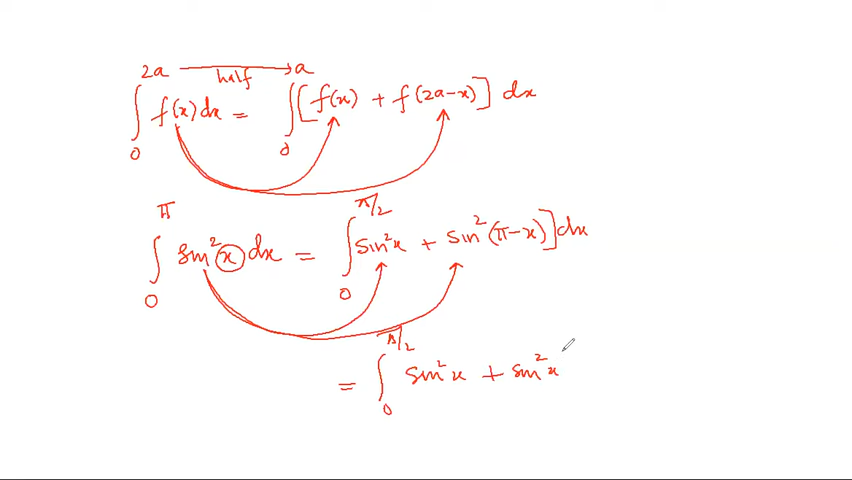 2a half → a
∫₀ f(x)dx = ∫₀ [f(x) + f(2a-x)] dx
π π/2
∫₀ sin²x dx = ∫₀ sin²x + sin²(π-x)] dx
π/2
= ∫₀ sin²x + sin²x